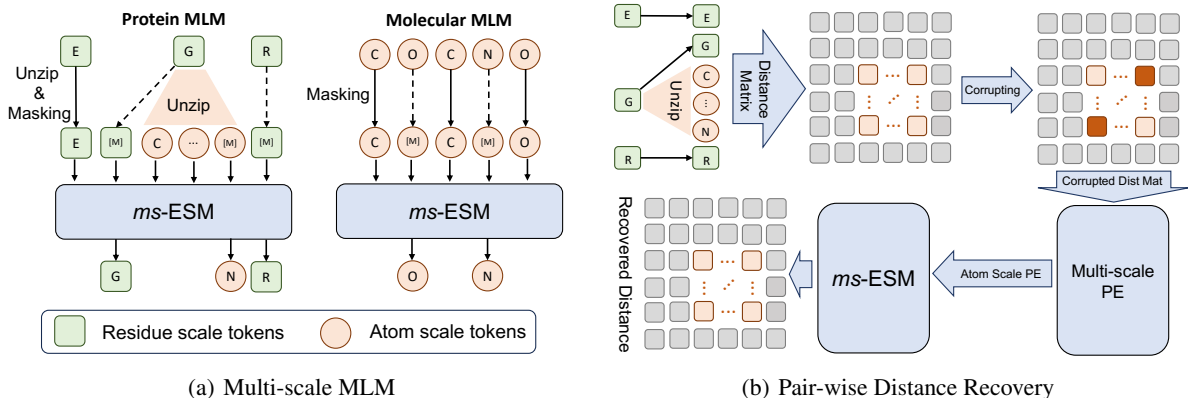 Protein MLM
E G R
Unzip
&
Masking
Unzip
E [M] C ... [M] [M]
ms-ESM
G N R
Molecular MLM
C O C N O
Masking
C [M] C [M] O
ms-ESM
O N
Residue scale tokens
Atom scale tokens
(a) Multi-scale MLM
E E
G
G
Unzip
C
...
N
R R
Distance
Matrix
Corrupting
Corrupted Dist Mat
Multi-scale
PE
Atom Scale PE
ms-ESM
Recovered Distance
(b) Pair-wise Distance Recovery